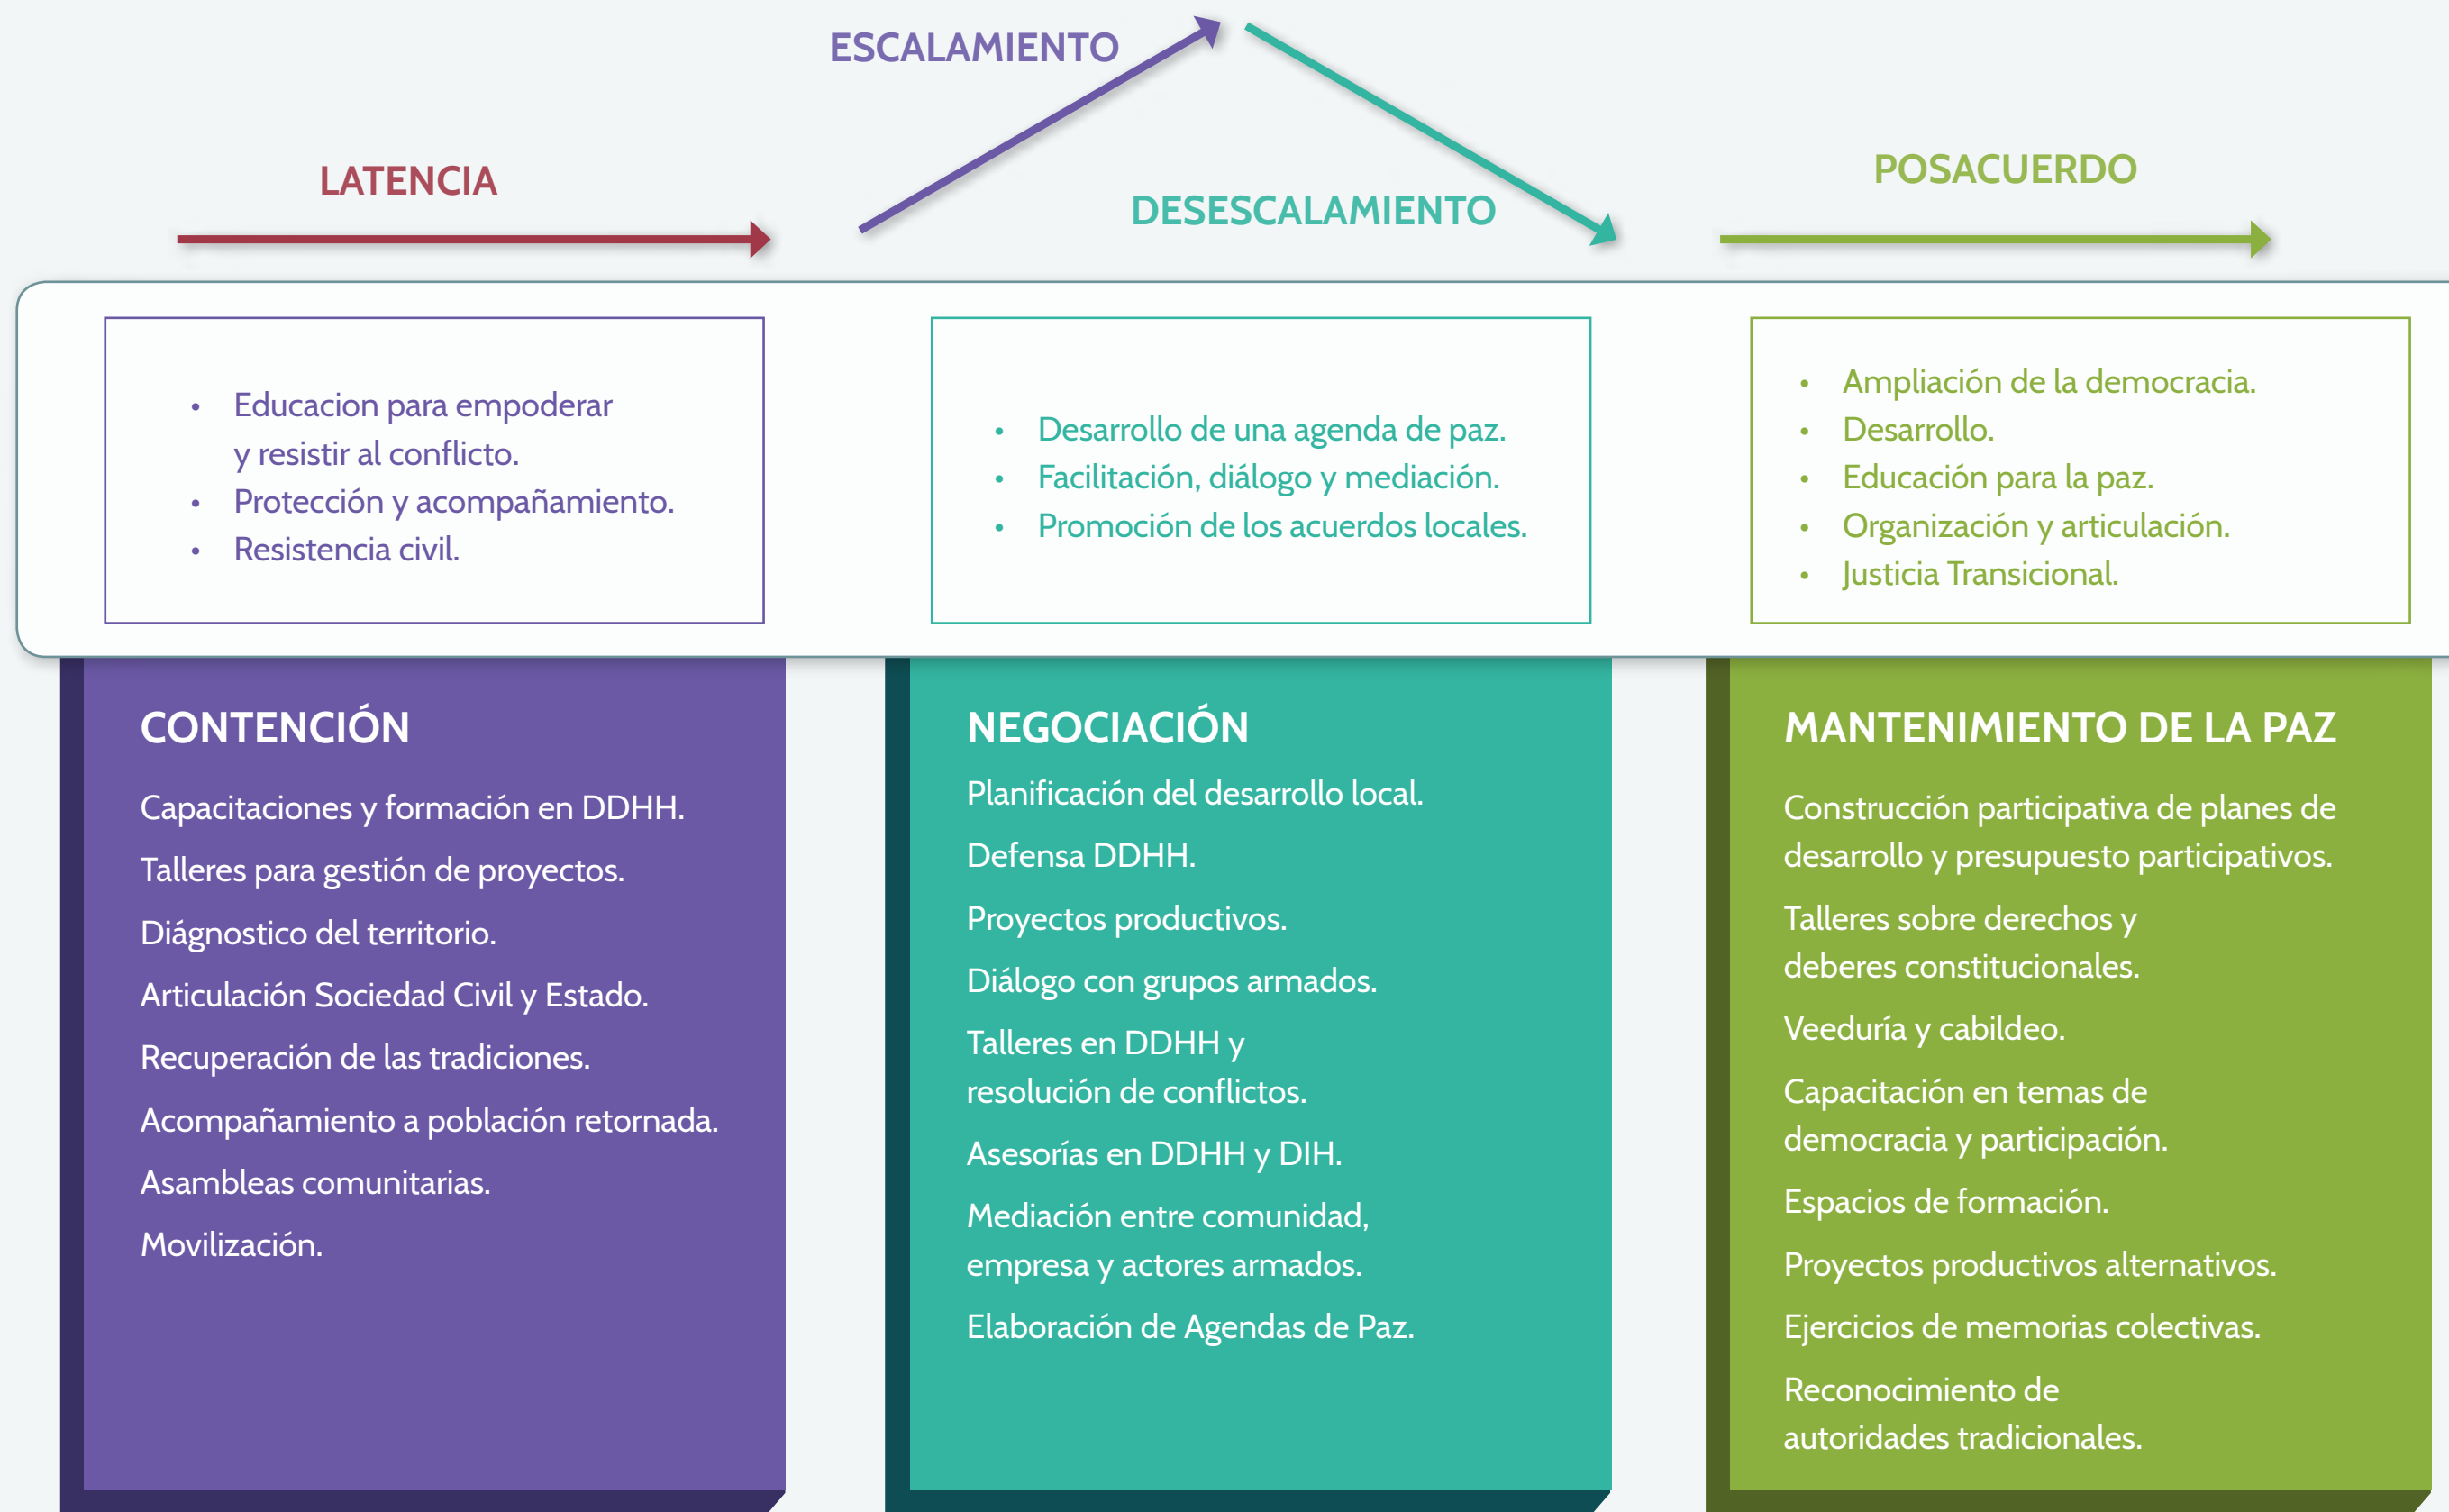 ESCALAMIENTO
LATENCIA
DESESCALAMIENTO
POSACUERDO
• Educacion para empoderar
y resistir al conflicto.
• Protección y acompañamiento.
• Resistencia civil.
• Desarrollo de una agenda de paz.
• Facilitación, diálogo y mediación.
• Promoción de los acuerdos locales.
• Ampliación de la democracia.
• Desarrollo.
• Educación para la paz.
• Organización y articulación.
• Justicia Transicional.
CONTENCIÓN
Capacitaciones y formación en DDHH.
Talleres para gestión de proyectos.
Diágnostico del territorio.
Articulación Sociedad Civil y Estado.
Recuperación de las tradiciones.
Acompañamiento a población retornada.
Asambleas comunitarias.
Movilización.
NEGOCIACIÓN
Planificación del desarrollo local.
Defensa DDHH.
Proyectos productivos.
Diálogo con grupos armados.
Talleres en DDHH y
resolución de conflictos.
Asesorías en DDHH y DIH.
Mediación entre comunidad,
empresa y actores armados.
Elaboración de Agendas de Paz.
MANTENIMIENTO DE LA PAZ
Construcción participativa de planes de
desarrollo y presupuesto participativos.
Talleres sobre derechos y
deberes constitucionales.
Veeduría y cabildeo.
Capacitación en temas de
democracia y participación.
Espacios de formación.
Proyectos productivos alternativos.
Ejercicios de memorias colectivas.
Reconocimiento de
autoridades tradicionales.